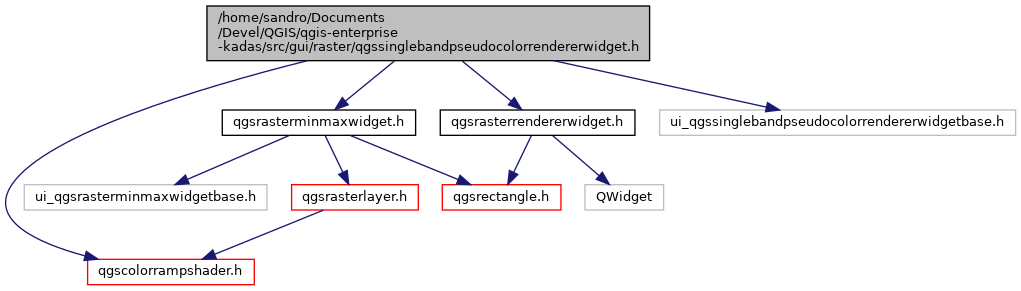 /home/sandro/Documents
/Devel/QGIS/qgis-enterprise
-kadas/src/gui/raster/qgssinglebandpseudocolorrendererwidget.h
qgsrasterminmaxwidget.h
qgsrasterrendererwidget.h
ui_qgssinglebandpseudocolorrendererwidgetbase.h
ui_qgsrasterminmaxwidgetbase.h
qgsrasterlayer.h
qgsrectangle.h
QWidget
qgscolorrampshader.h